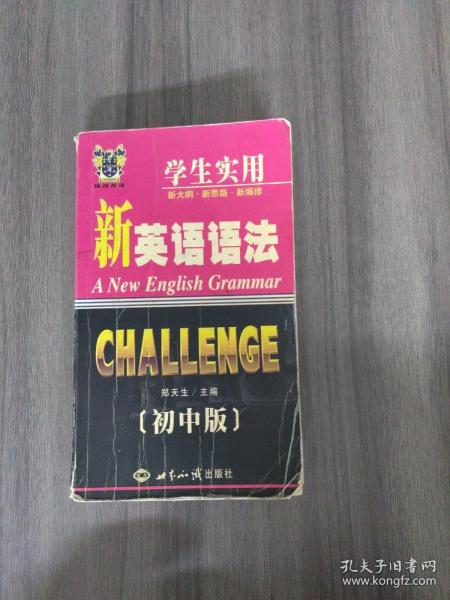 挑战英语
学生实用
新大纲·新思路·新编排
新英语语法
A New English Grammar
CHALLENGE
郑天生/主编
〔初中版〕
世界知识出版社
孔夫子旧书网
www.kongfz.com